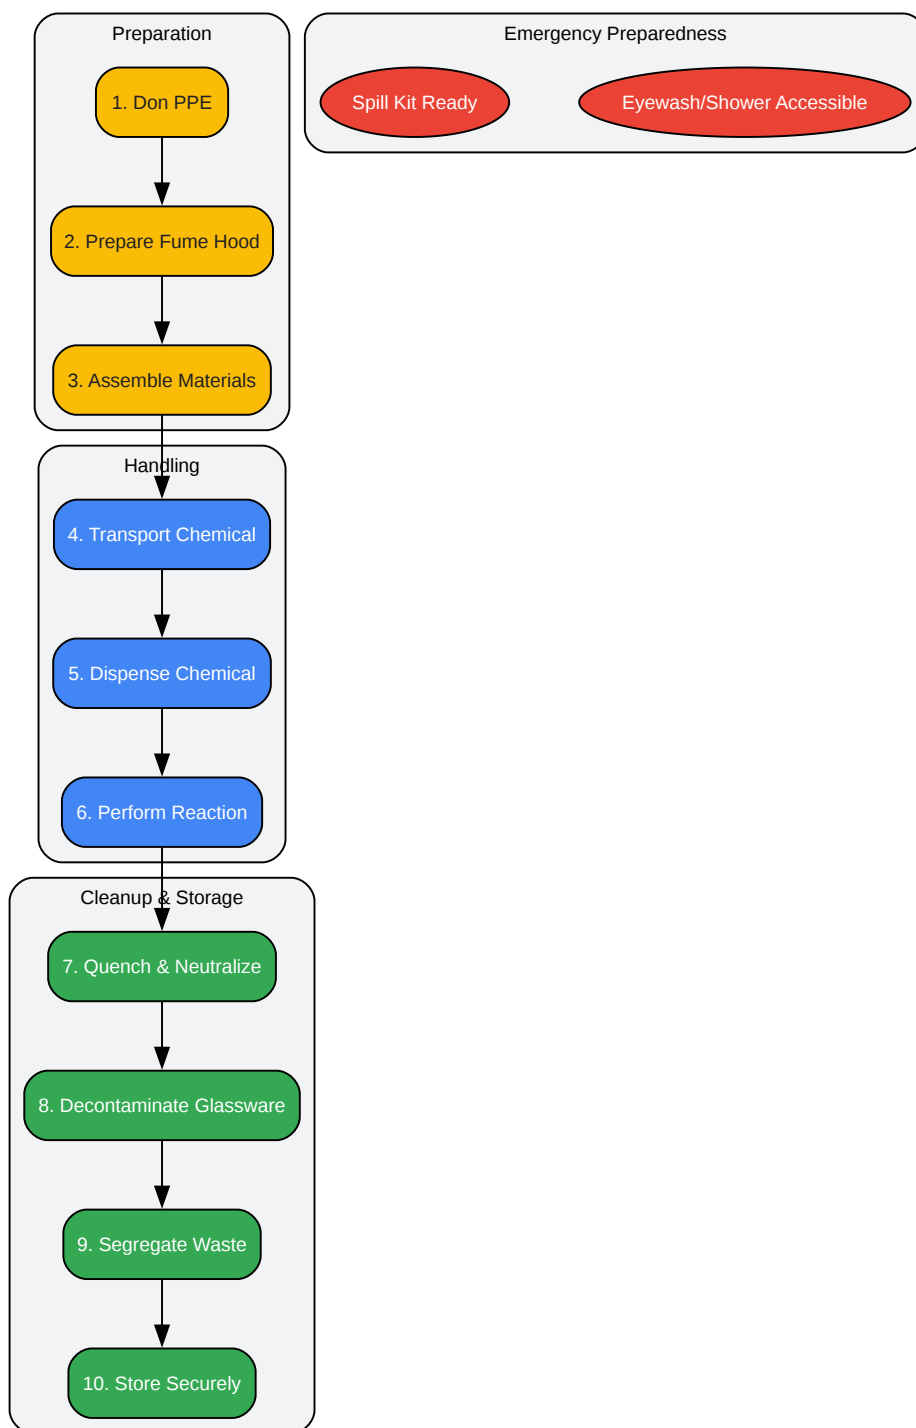 Preparation
1. Don PPE
2. Prepare Fume Hood
3. Assemble Materials
Emergency Preparedness
Spill Kit Ready
Eyewash/Shower Accessible
Handling
4. Transport Chemical
5. Dispense Chemical
6. Perform Reaction
Cleanup & Storage
7. Quench & Neutralize
8. Decontaminate Glassware
9. Segregate Waste
10. Store Securely